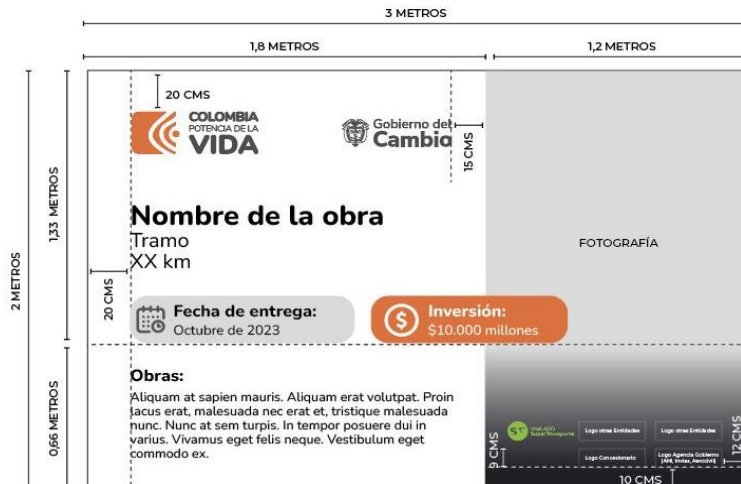 3 METROS
1,8 METROS
1,2 METROS
20 CMS
COLOMBIA
POTENCIA DE LA
VIDA
Gobierno del
Cambio
15 CMS
1,33 METROS
2 METROS
Nombre de la obra
Tramo
XX km
FOTOGRAFÍA
20 CMS
Fecha de entrega:
Octubre de 2023
Inversión:
$10.000 millones
0,66 METROS
Obras:
Aliquam at sapien mauris. Aliquam erat volutpat. Proin
lacus erat, malesuada nec erat et, tristique malesuada
nunc. Nunc at sem turpis. In tempor posuere dui in
varius. Vivamus eget felis neque. Vestibulum eget
commodo ex.
VIGILADO
SuperTransporte
Logo otras Entidades
Logo otras Entidades
Logo Concesionario
Logo Agencia Gobierno
(ANI, Invias, Aerocivil)
9 CMS
12 CMS
10 CMS